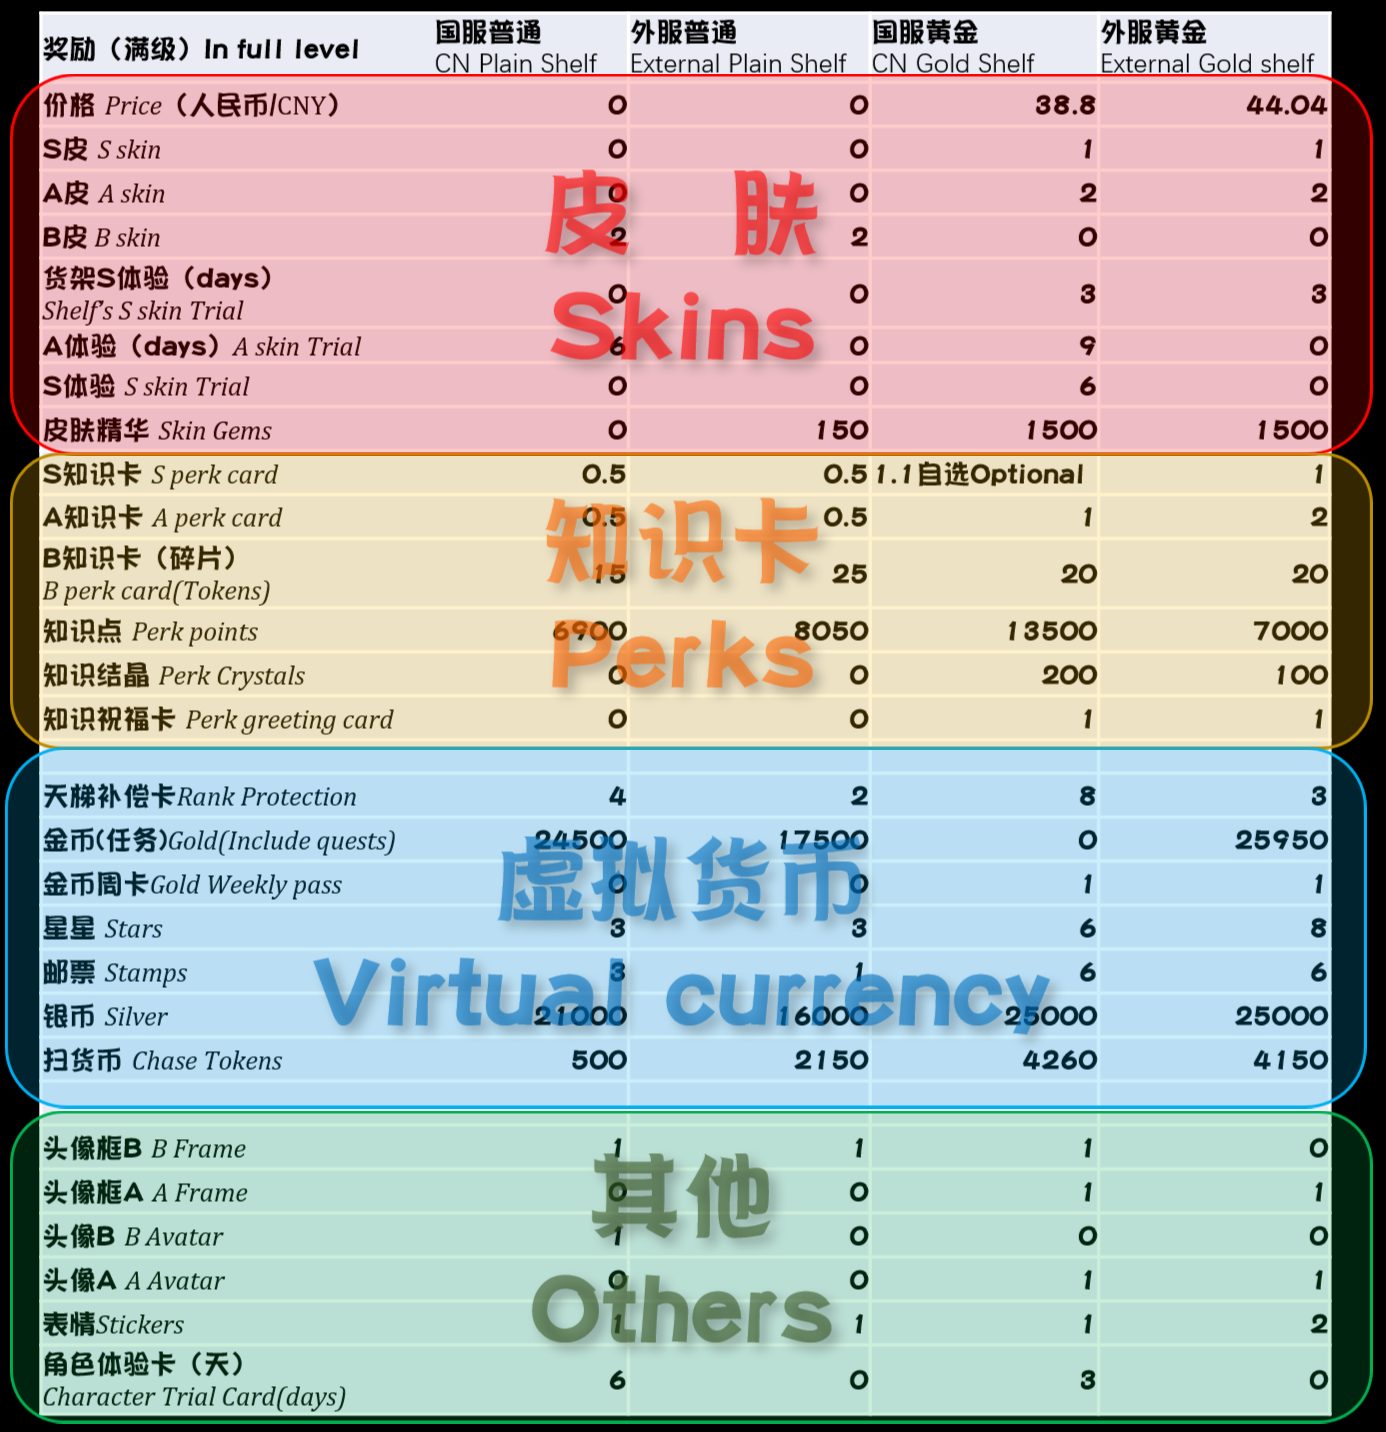 奖励（满级）In full level
国服普通
CN Plain Shelf
外服普通
External Plain Shelf
国服黄金
CN Gold Shelf
外服黄金
External Gold shelf
价格 Price（人民币/CNY） 0 0 38.8 44.04
S皮 S skin 0 0 1 1
A皮 A skin 0 0 2 2
B皮 B skin 2 2 0 0
货架S体验（days）
Shelf's S skin Trial 0 0 3 3
A体验（days）A skin Trial 6 0 9 0
S体验 S skin Trial 0 0 6 0
皮肤精华 Skin Gems 0 150 1500 1500
皮 肤
Skins
S知识卡 S perk card 0.5 0.5 1.1自选Optional 1
A知识卡 A perk card 0.5 0.5 1 2
B知识卡（碎片）
B perk card(Tokens) 15 25 20 20
知识点 Perk points 6900 8050 13500 7000
知识结晶 Perk Crystals 0 0 200 100
知识祝福卡 Perk greeting card 0 0 1 1
知识卡
Perks
天梯补偿卡Rank Protection 4 2 8 3
金币(任务)Gold(Include quests) 24500 17500 0 25950
金币周卡Gold Weekly pass 0 0 1 1
星星 Stars 3 3 6 8
邮票 Stamps 3 1 6 6
银币 Silver 21000 16000 25000 25000
扫货币 Chase Tokens 500 2150 4260 4150
虚拟货币
Virtual currency
头像框B B Frame 1 1 1 0
头像框A A Frame 0 0 1 1
头像B B Avatar 1 0 0 0
头像A A Avatar 0 0 1 1
表情Stickers 1 1 1 2
角色体验卡（天）
Character Trial Card(days) 6 0 3 0
其他
Others